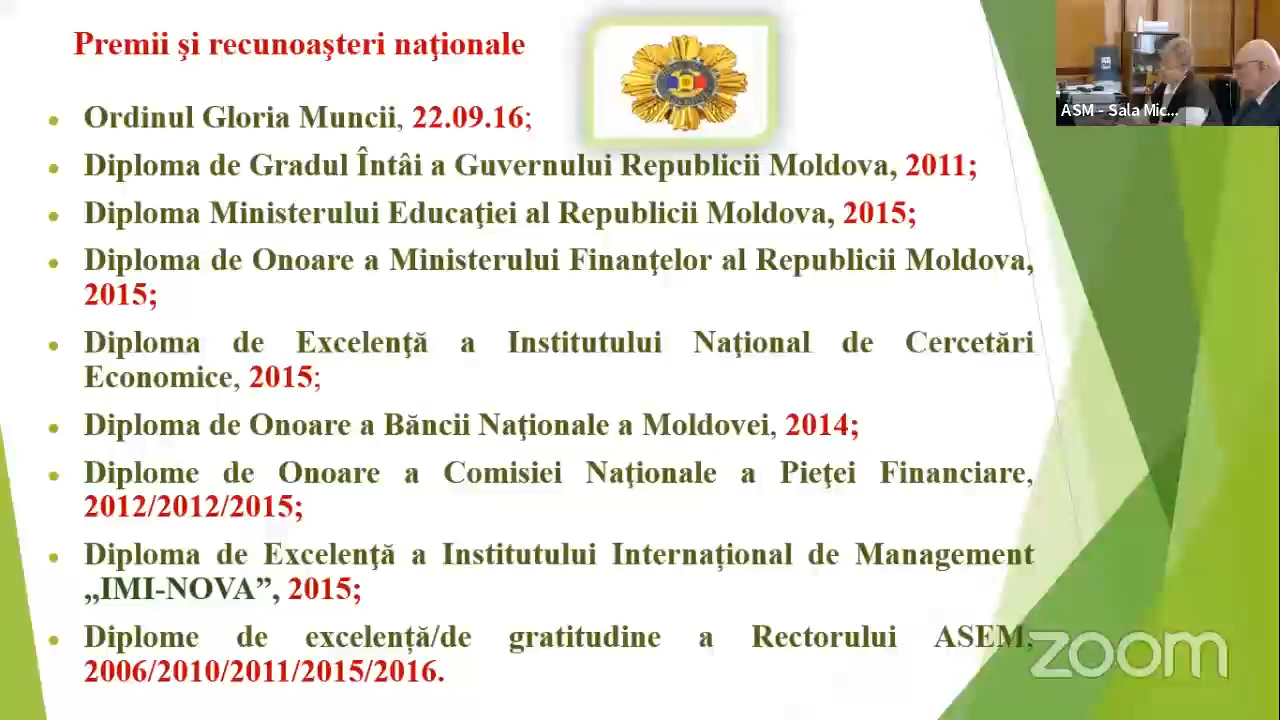 Premii şi recunoaşteri naţionale
ASM - Sala Mic...
Ordinul Gloria Muncii, 22.09.16;
Diploma de Gradul Întâi a Guvernului Republicii Moldova, 2011;
Diploma Ministerului Educaţiei al Republicii Moldova, 2015;
Diploma de Onoare a Ministerului Finanţelor al Republicii Moldova,
2015;
Diploma de Excelenţă a Institutului Naţional de Cercetări
Economice, 2015;
Diploma de Onoare a Băncii Naţionale a Moldovei, 2014;
Diplome de Onoare a Comisiei Naţionale a Pieţei Financiare,
2012/2012/2015;
Diploma de Excelenţă a Institutului Internaţional de Management
„IMI-NOVA”, 2015;
Diplome de excelență/de gratitudine a Rectorului ASEM,
2006/2010/2011/2015/2016.
zoom